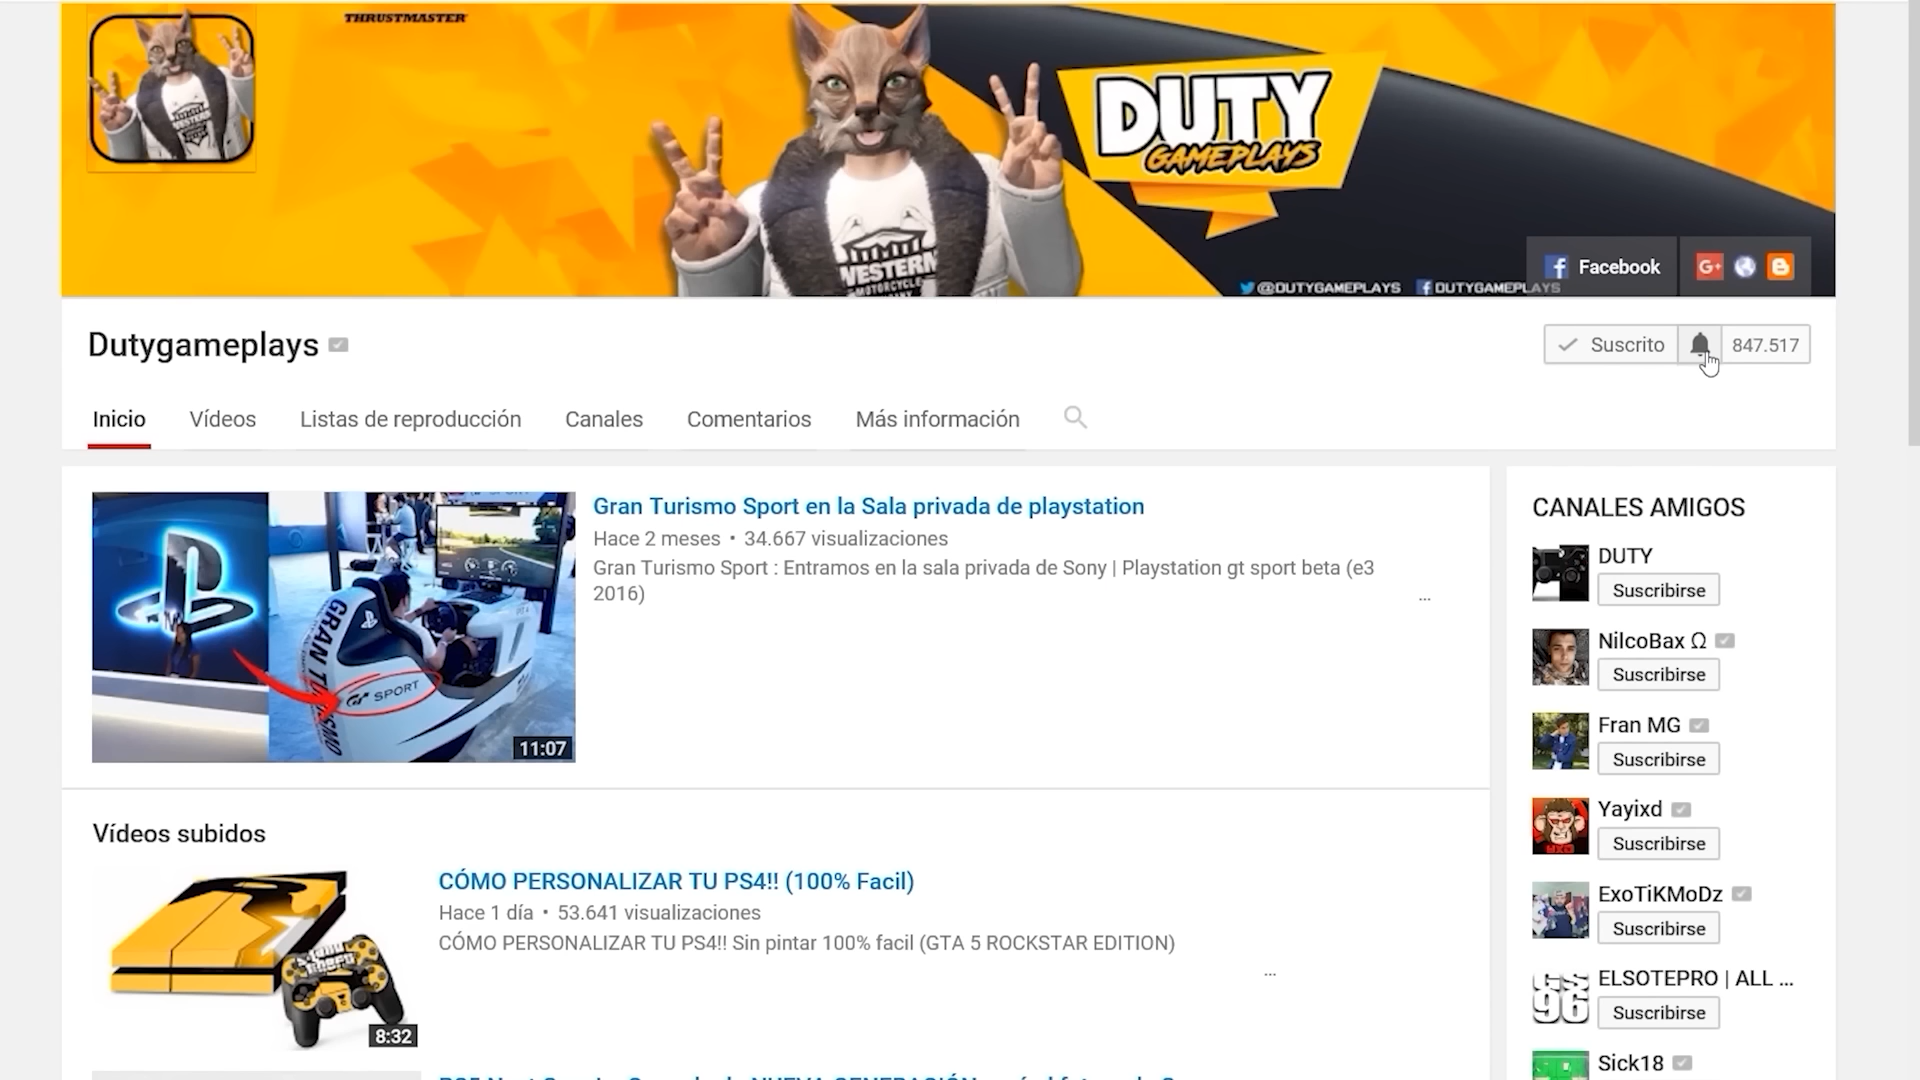 THRUSTMASTER
DUTY
GAMEPLAYS
WESTERN
MOTORCYCLE
@DUTYGAMEPLAYS
DUTYGAMEPLAYS
Facebook
G+
Dutygameplays
Suscrito
847.517
Inicio
Vídeos
Listas de reproducción
Canales
Comentarios
Más información
Gran Turismo Sport en la Sala privada de playstation
Hace 2 meses • 34.667 visualizaciones
Gran Turismo Sport : Entramos en la sala privada de Sony | Playstation gt sport beta (e3
2016)
...
GRAN TURISMO
GT SPORT
11:07
Vídeos subidos
CÓMO PERSONALIZAR TU PS4!! (100% Facil)
Hace 1 día • 53.641 visualizaciones
CÓMO PERSONALIZAR TU PS4!! Sin pintar 100% facil (GTA 5 ROCKSTAR EDITION)
...
8:32
CANALES AMIGOS
DUTY
Suscribirse
NilcoBax Ω
Suscribirse
Fran MG
Suscribirse
Yayixd
Suscribirse
ExoTiKMoDz
Suscribirse
ELSOTEPRO | ALL ...
Suscribirse
Sick18